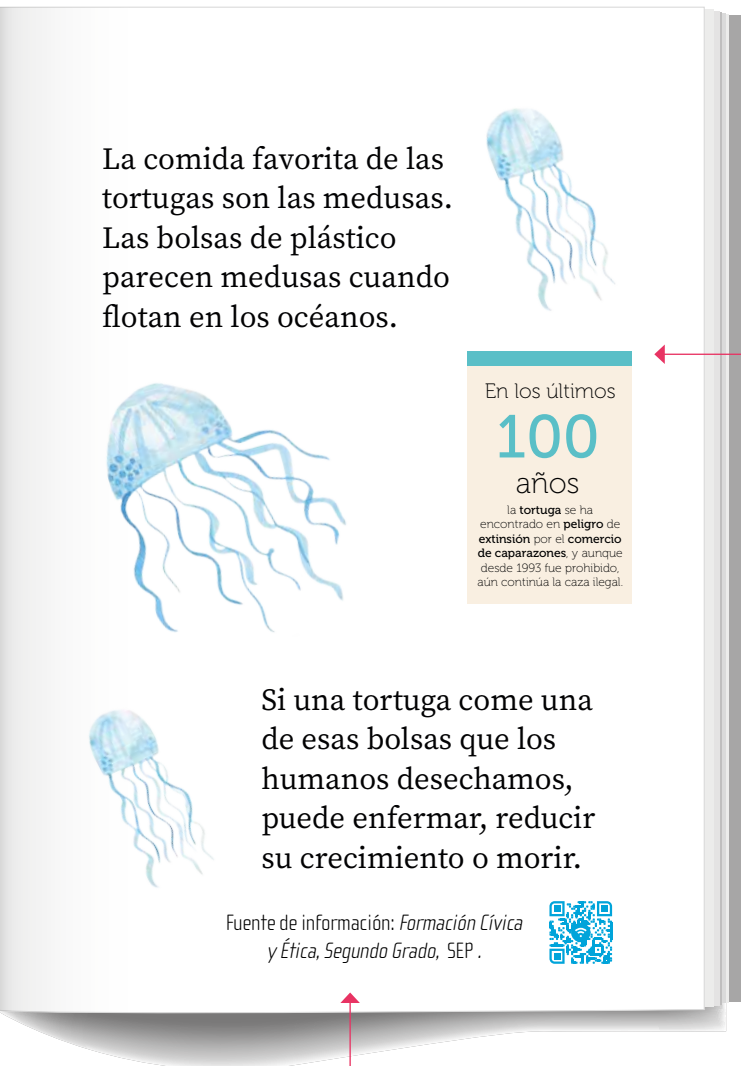 La comida favorita de las
tortugas son las medusas.
Las bolsas de plástico
parecen medusas cuando
flotan en los océanos.
En los últimos
100
años
la tortuga se ha
encontrado en peligro de
extinsión por el comercio
de caparazones, y aunque
desde 1993 fue prohibido,
aún continúa la caza ilegal.
Si una tortuga come una
de esas bolsas que los
humanos desechamos,
puede enfermar, reducir
su crecimiento o morir.
Fuente de información: Formación Cívica
y Ética, Segundo Grado, SEP .